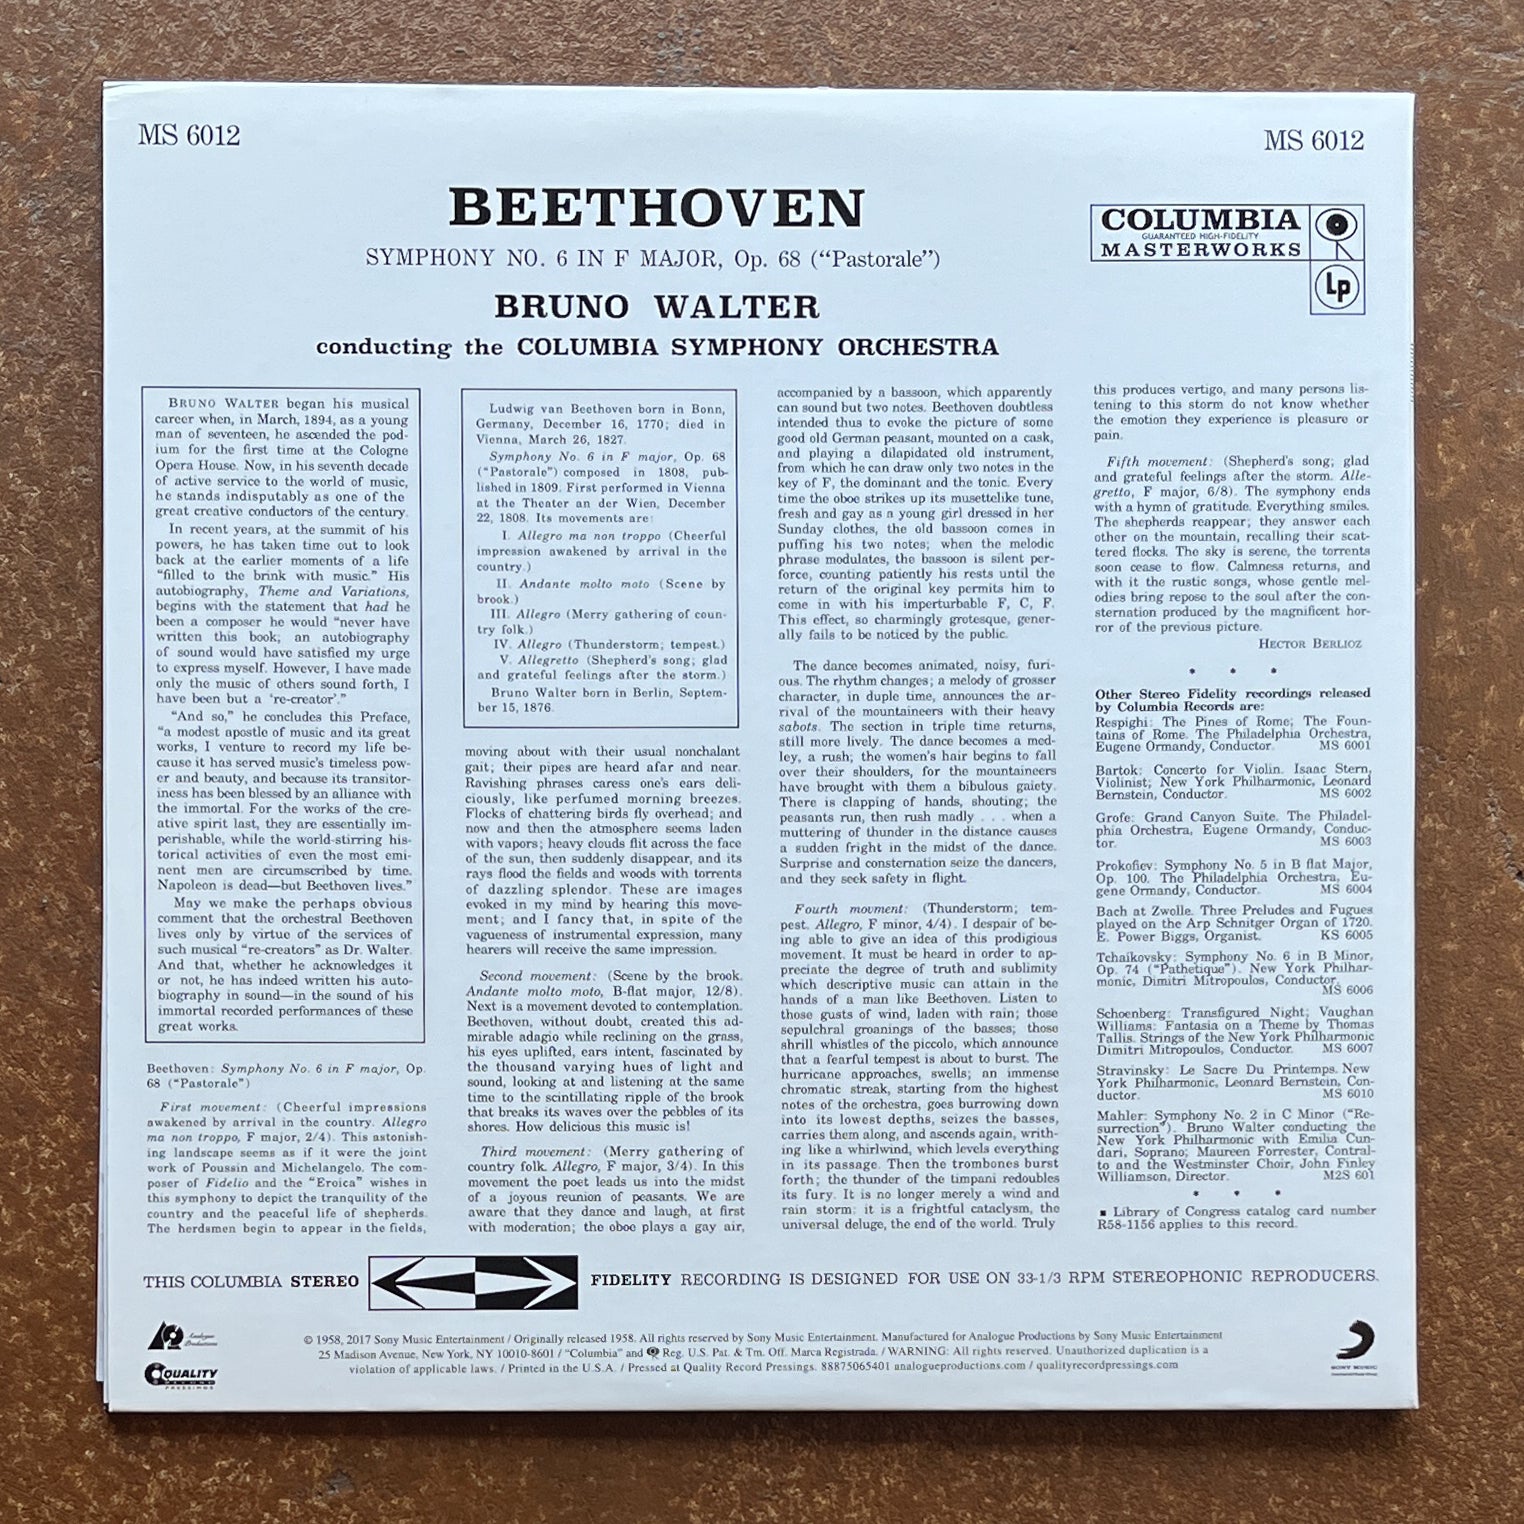 MS 6012
MS 6012
BEETHOVEN
SYMPHONY NO. 6 IN F MAJOR, Op. 68 (“Pastorale”)
BRUNO WALTER
conducting the COLUMBIA SYMPHONY ORCHESTRA
COLUMBIA
GUARANTEED HIGH-FIDELITY
MASTERWORKS
Lp
BRUNO WALTER began his musical
career when, in March, 1894, as a young
man of seventeen, he ascended the pod-
ium for the first time at the Cologne
Opera House. Now, in his seventh decade
of active service to the world of music,
he stands indisputably as one of the
great creative conductors of the century.
In recent years, at the summit of his
powers, he has taken time out to look
back at the earlier moments of a life
“filled to the brink with music.” His
autobiography, Theme and Variations,
begins with the statement that had he
been a composer he would “never have
written this book; an autobiography
of sound would have satisfied my urge
to express myself. However, I have made
only the music of others sound forth, I
have been but a ‘re-creator’.”
“And so,” he concludes this Preface,
“a modest apostle of music and its great
works, I venture to record my life be-
cause it has served music’s timeless pow-
er and beauty, and because its transitor-
iness has been blessed by an alliance with
the immortal. For the works of the cre-
ative spirit last, they are essentially im-
perishable, while the world-stirring his-
torical activities of even the most emi-
nent men are circumscribed by time.
Napoleon is dead—but Beethoven lives.”
May we make the perhaps obvious
comment that the orchestral Beethoven
lives only by virtue of the services of
such musical “re-creators” as Dr. Walter.
And that, whether he acknowledges it
or not, he has indeed written his auto-
biography in sound—in the sound of his
immortal recorded performances of these
great works.
Beethoven: Symphony No. 6 in F major, Op.
68 (“Pastorale”)
First movement: (Cheerful impressions
awakened by arrival in the country. Allegro
ma non troppo, F major, 2/4). This astonish-
ing landscape seems as if it were the joint
work of Poussin and Michelangelo. The com-
poser of Fidelio and the “Eroica” wishes in
this symphony to depict the tranquility of the
country and the peaceful life of shepherds.
The herdsmen begin to appear in the fields,
Ludwig van Beethoven born in Bonn,
Germany, December 16, 1770; died in
Vienna, March 26, 1827.
Symphony No. 6 in F major, Op. 68
(“Pastorale”) composed in 1808, pub-
lished in 1809. First performed in Vienna
at the Theater an der Wien, December
22, 1808. Its movements are:
I. Allegro ma non troppo (Cheerful
impression awakened by arrival in the
country.)
II. Andante molto moto (Scene by
brook.)
III. Allegro (Merry gathering of coun-
try folk.)
IV. Allegro (Thunderstorm; tempest.)
V. Allegretto (Shepherd’s song; glad
and grateful feelings after the storm.)
Bruno Walter born in Berlin, Septem-
ber 15, 1876.
moving about with their usual nonchalant
gait; their pipes are heard afar and near.
Ravishing phrases caress one’s ears deli-
ciously, like perfumed morning breezes.
Flocks of chattering birds fly overhead; and
now and then the atmosphere seems laden
with vapors; heavy clouds flit across the face
of the sun, then suddenly disappear, and its
rays flood the fields and woods with torrents
of dazzling splendor. These are images
evoked in my mind by hearing this move-
ment; and I fancy that, in spite of the
vagueness of instrumental expression, many
hearers will receive the same impression.
Second movement: (Scene by the brook.
Andante molto moto, B-flat major, 12/8).
Next is a movement devoted to contemplation.
Beethoven, without doubt, created this ad-
mirable adagio while reclining on the grass,
his eyes uplifted, ears intent, fascinated by
the thousand varying hues of light and
sound, looking at and listening at the same
time to the scintillating ripple of the brook
that breaks its waves over the pebbles of its
shores. How delicious this music is!
Third movement: (Merry gathering of
country folk. Allegro, F major, 3/4). In this
movement the poet leads us into the midst
of a joyous reunion of peasants. We are
aware that they dance and laugh, at first
with moderation; the oboe plays a gay air,
accompanied by a bassoon, which apparently
can sound but two notes. Beethoven doubtless
intended thus to evoke the picture of some
good old German peasant, mounted on a cask,
and playing a dilapidated old instrument,
from which he can draw only two notes in the
key of F, the dominant and the tonic. Every
time the oboe strikes up its musettelike tune,
fresh and gay as a young girl dressed in her
Sunday clothes, the old bassoon comes in
puffing his two notes; when the melodic
phrase modulates, the bassoon is silent per-
force, counting patiently his rests until the
return of the original key permits him to
come in with his imperturbable F, C, F.
This effect, so charmingly grotesque, gener-
ally fails to be noticed by the public.
The dance becomes animated, noisy, furi-
ous. The rhythm changes; a melody of grosser
character, in duple time, announces the ar-
rival of the mountaineers with their heavy
sabots. The section in triple time returns,
still more lively. The dance becomes a med-
ley, a rush; the women’s hair begins to fall
over their shoulders, for the mountaineers
have brought with them a bibulous gaiety.
There is clapping of hands, shouting; the
peasants run, then rush madly . . . when a
muttering of thunder in the distance causes
a sudden fright in the midst of the dance.
Surprise and consternation seize the dancers,
and they seek safety in flight.
Fourth movment: (Thunderstorm; tem-
pest. Allegro, F minor, 4/4). I despair of be-
ing able to give an idea of this prodigious
movement. It must be heard in order to ap-
preciate the degree of truth and sublimity
which descriptive music can attain in the
hands of a man like Beethoven. Listen to
those gusts of wind, laden with rain; those
sepulchral groanings of the basses; those
shrill whistles of the piccolo, which announce
that a fearful tempest is about to burst. The
hurricane approaches, swells; an immense
chromatic streak, starting from the highest
notes of the orchestra, goes burrowing down
into its lowest depths, seizes the basses,
carries them along, and ascends again, writh-
ing like a whirlwind, which levels everything
in its passage. Then the trombones burst
forth; the thunder of the timpani redoubles
its fury. It is no longer merely a wind and
rain storm: it is a frightful cataclysm, the
universal deluge, the end of the world. Truly
this produces vertigo, and many persons lis-
tening to this storm do not know whether
the emotion they experience is pleasure or
pain.
Fifth movement: (Shepherd’s song; glad
and grateful feelings after the storm. Alle-
gretto, F major, 6/8). The symphony ends
with a hymn of gratitude. Everything smiles.
The shepherds reappear; they answer each
other on the mountain, recalling their scat-
tered flocks. The sky is serene, the torrents
soon cease to flow. Calmness returns, and
with it the rustic songs, whose gentle mel-
odies bring repose to the soul after the con-
sternation produced by the magnificent hor-
ror of the previous picture.
HECTOR BERLIOZ
* * *
Other Stereo Fidelity recordings released
by Columbia Records are:
Respighi: The Pines of Rome; The Foun-
tains of Rome. The Philadelphia Orchestra,
Eugene Ormandy, Conductor. MS 6001
Bartok: Concerto for Violin. Isaac Stern,
Violinist; New York Philharmonic, Leonard
Bernstein, Conductor. MS 6002
Grofe: Grand Canyon Suite. The Philadel-
phia Orchestra, Eugene Ormandy, Conduc-
tor. MS 6003
Prokofiev: Symphony No. 5 in B flat Major,
Op. 100. The Philadelphia Orchestra, Eu-
gene Ormandy, Conductor. MS 6004
Bach at Zwolle. Three Preludes and Fugues
played on the Arp Schnitger Organ of 1720.
E. Power Biggs, Organist. KS 6005
Tchaikovsky: Symphony No. 6 in B Minor,
Op. 74 (“Pathetique”). New York Philhar-
monic, Dimitri Mitropoulos, Conductor.
MS 6006
Schoenberg: Transfigured Night; Vaughan
Williams: Fantasia on a Theme by Thomas
Tallis. Strings of the New York Philharmonic
Dimitri Mitropoulos, Conductor. MS 6007
Stravinsky: Le Sacre Du Printemps. New
York Philharmonic, Leonard Bernstein, Con-
ductor. MS 6010
Mahler: Symphony No. 2 in C Minor (“Re-
surrection”). Bruno Walter conducting the
New York Philharmonic with Emilia Cun-
dari, Soprano; Maureen Forrester, Contral-
to and the Westminster Choir, John Finley
Williamson, Director. M2S 601
* * *
■ Library of Congress catalog card number
R58-1156 applies to this record.
THIS COLUMBIA STEREO FIDELITY RECORDING IS DESIGNED FOR USE ON 33-1/3 RPM STEREOPHONIC REPRODUCERS.
Analogue
Productions
QUALITY
RECORD
PRESSINGS
© 1958, 2017 Sony Music Entertainment / Originally released 1958. All rights reserved by Sony Music Entertainment. Manufactured for Analogue Productions by Sony Music Entertainment
25 Madison Avenue, New York, NY 10010-8601 / “Columbia” and Reg. U.S. Pat. & Tm. Off. Marca Registrada. / WARNING: All rights reserved. Unauthorized duplication is a
violation of applicable laws. / Printed in the U.S.A. / Pressed at Quality Record Pressings. 88875065401 analogueproductions.com / qualityrecordpressings.com
SONY MUSIC